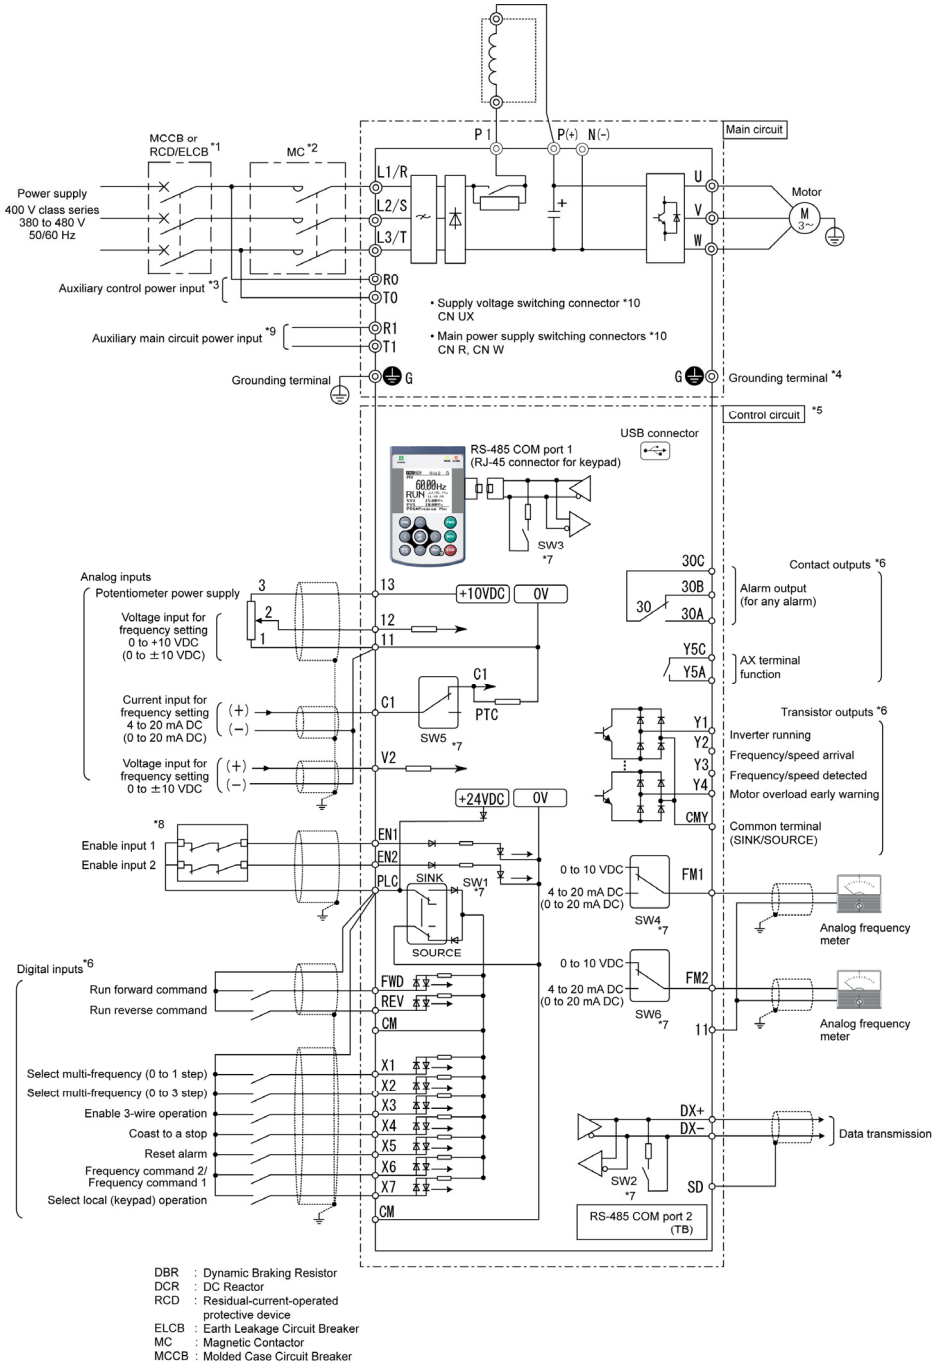 P1
P(+)
N(-)
Main circuit
MCCB or
RCD/ELCB *1
MC *2
Power supply
400 V class series
380 to 480 V
50/60 Hz
L1/R
L2/S
L3/T
U
V
W
Motor
M
3~
Auxiliary control power input *3
R0
T0
Auxiliary main circuit power input *9
R1
T1
• Supply voltage switching connector *10
CN UX
• Main power supply switching connectors *10
CN R, CN W
Grounding terminal
G
G
Grounding terminal *4
Control circuit *5
USB connector
RS-485 COM port 1
(RJ-45 connector for keypad)
60.00Hz
RUN
SW3
*7
Contact outputs *6
30C
30B
30A
30
Alarm output
(for any alarm)
Y5C
Y5A
AX terminal
function
Analog inputs
Potentiometer power supply
3
2
1
13
12
11
+10VDC
0V
Voltage input for
frequency setting
0 to +10 VDC
(0 to ±10 VDC)
Current input for
frequency setting
4 to 20 mA DC
(0 to 20 mA DC)
(+)
(-)
C1
C1
PTC
SW5
*7
Voltage input for
frequency setting
0 to ±10 VDC
(+)
(-)
V2
Transistor outputs *6
Y1
Y2
Y3
Y4
CMY
Inverter running
Frequency/speed arrival
Frequency/speed detected
Motor overload early warning
Common terminal
(SINK/SOURCE)
+24VDC
0V
*8
Enable input 1
Enable input 2
EN1
EN2
PLC
SINK
SW1
*7
SOURCE
0 to 10 VDC
4 to 20 mA DC
(0 to 20 mA DC)
SW4
*7
FM1
Analog frequency
meter
0 to 10 VDC
4 to 20 mA DC
(0 to 20 mA DC)
SW6
*7
FM2
11
Analog frequency
meter
Digital inputs *6
Run forward command
Run reverse command
FWD
REV
CM
Select multi-frequency (0 to 1 step)
Select multi-frequency (0 to 3 step)
Enable 3-wire operation
Coast to a stop
Reset alarm
Frequency command 2/
Frequency command 1
Select local (keypad) operation
X1
X2
X3
X4
X5
X6
X7
CM
DX+
DX-
SD
Data transmission
SW2
*7
RS-485 COM port 2
(TB)
DBR : Dynamic Braking Resistor
DCR : DC Reactor
RCD : Residual-current-operated
protective device
ELCB : Earth Leakage Circuit Breaker
MC : Magnetic Contactor
MCCB : Molded Case Circuit Breaker